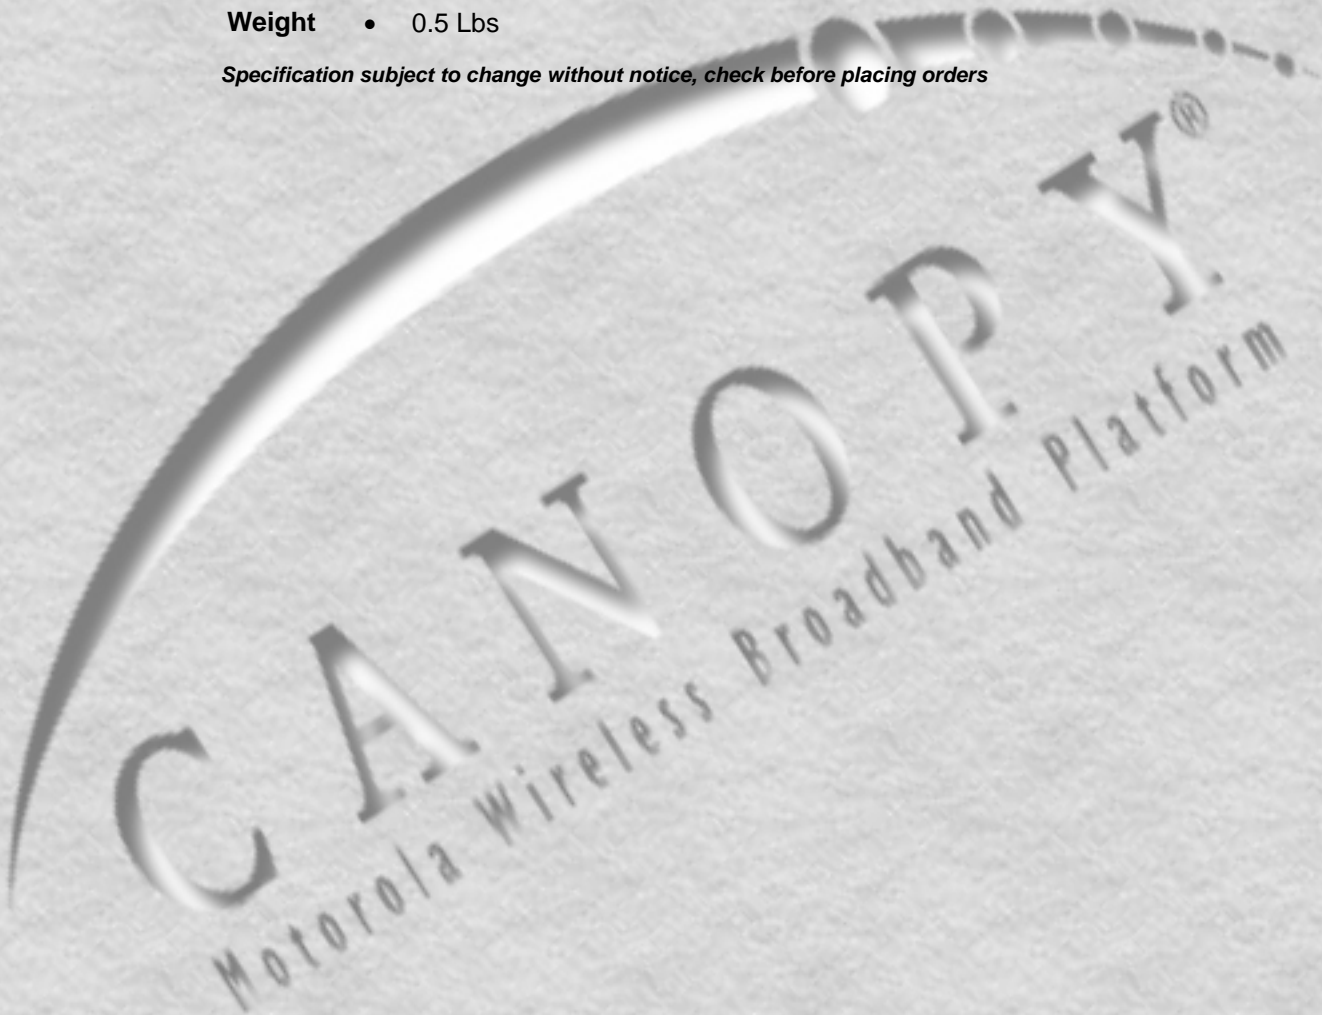 Weight • 0.5 Lbs
Specification subject to change without notice, check before placing orders
CANOPY®
Motorola Wireless Broadband Platform